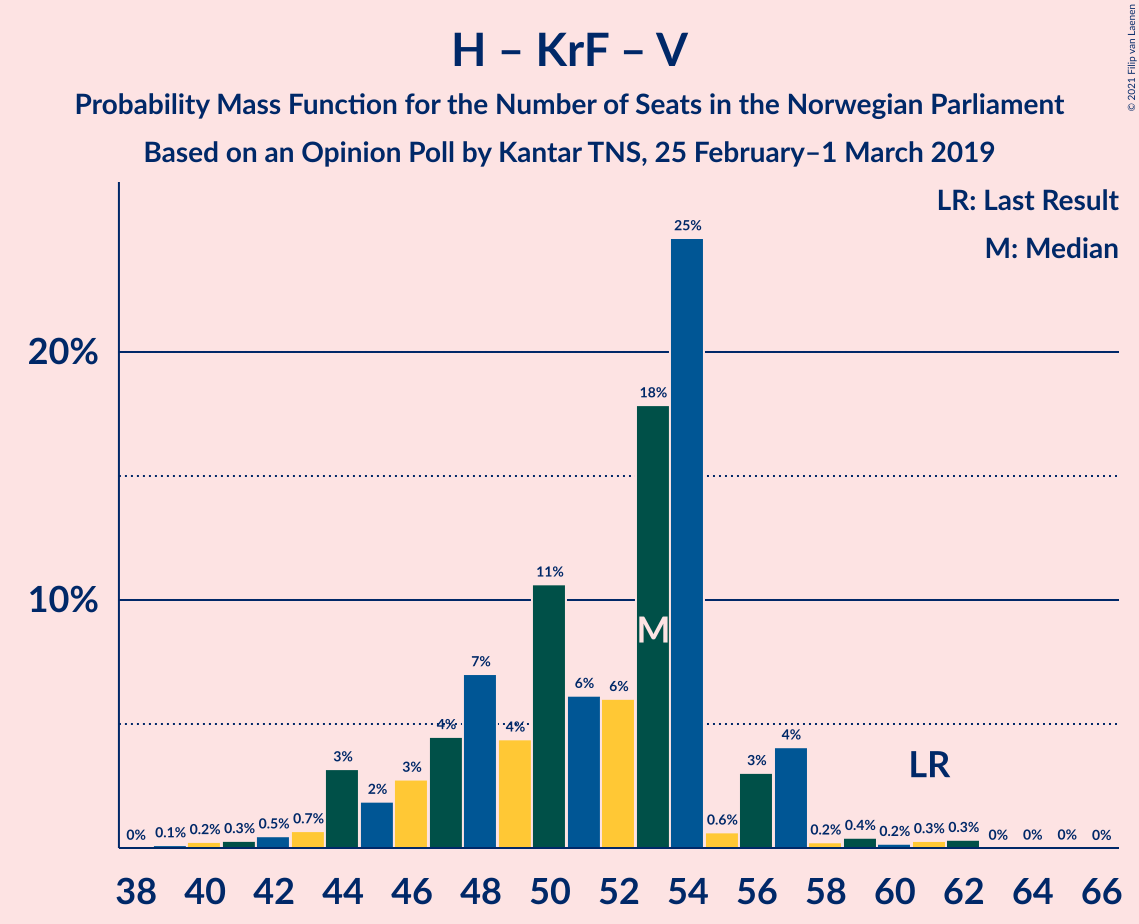 H – KrF – V
Probability Mass Function for the Number of Seats in the Norwegian Parliament
Based on an Opinion Poll by Kantar TNS, 25 February–1 March 2019
© 2021 Filip van Laenen
LR: Last Result
M: Median
25%
20%
18%
11%
10%
M
7%
6% 6%
4% 4% 4%
3% 2% 3% 3%
LR
0% 0.1% 0.2% 0.3% 0.5% 0.7% 0.6% 0.2% 0.4% 0.2% 0.3% 0.3% 0% 0% 0% 0%
38 40 42 44 46 48 50 52 54 56 58 60 62 64 66